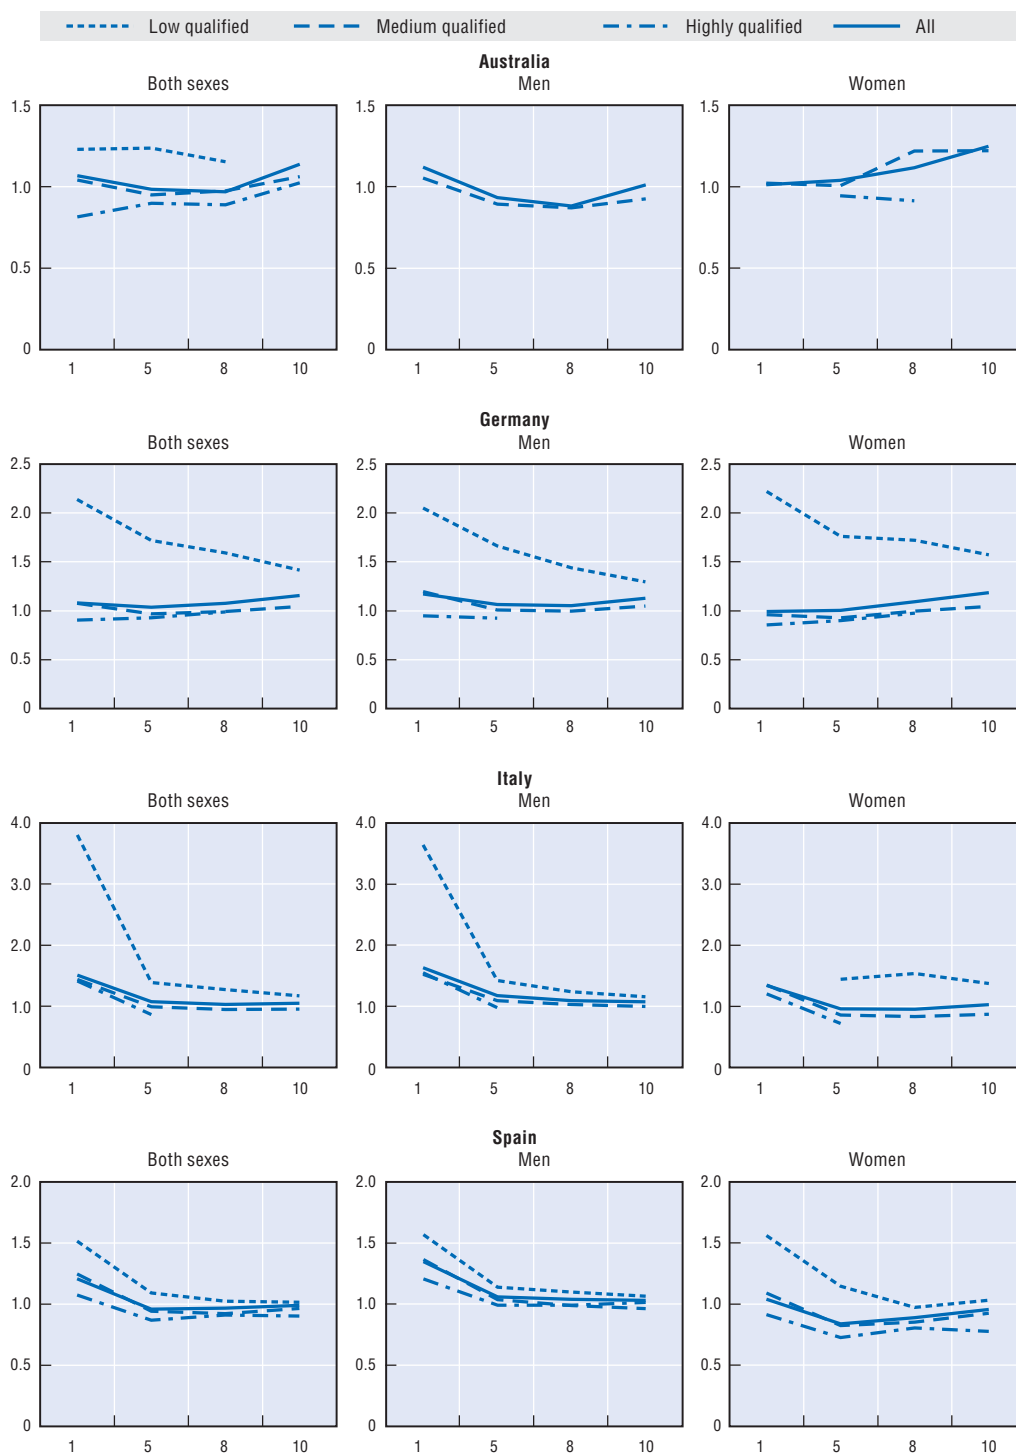 Low qualified Medium qualified Highly qualified All
Australia
Both sexes Men Women
1.5 1.5 1.5
1.0 1.0 1.0
0.5 0.5 0.5
0 0 0
1 5 8 10 1 5 8 10 1 5 8 10
Germany
Both sexes Men Women
2.5 2.5 2.5
2.0 2.0 2.0
1.5 1.5 1.5
1.0 1.0 1.0
0.5 0.5 0.5
0 0 0
1 5 8 10 1 5 8 10 1 5 8 10
Italy
Both sexes Men Women
4.0 4.0 4.0
3.0 3.0 3.0
2.0 2.0 2.0
1.0 1.0 1.0
0 0 0
1 5 8 10 1 5 8 10 1 5 8 10
Spain
Both sexes Men Women
2.0 2.0 2.0
1.5 1.5 1.5
1.0 1.0 1.0
0.5 0.5 0.5
0 0 0
1 5 8 10 1 5 8 10 1 5 8 10